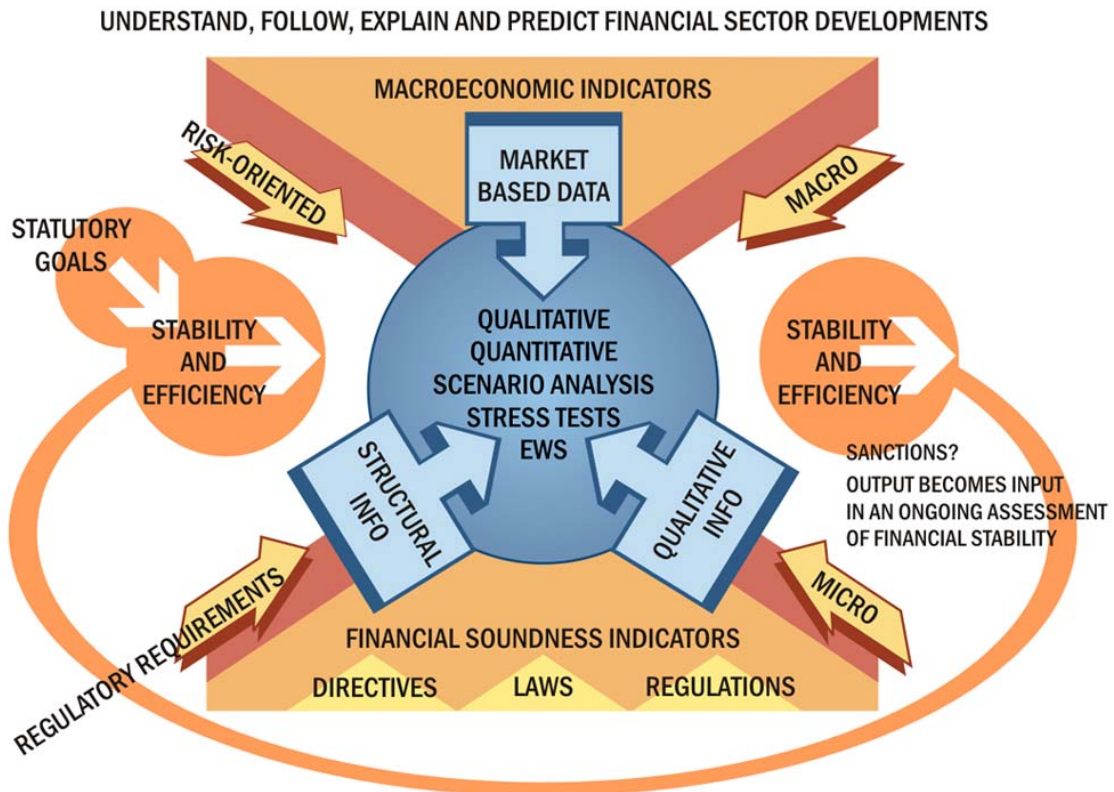 UNDERSTAND, FOLLOW, EXPLAIN AND PREDICT FINANCIAL SECTOR DEVELOPMENTS
MACROECONOMIC INDICATORS
RISK-ORIENTED
MARKET
BASED DATA
MACRO
STATUTORY
GOALS
STABILITY
AND
EFFICIENCY
QUALITATIVE
QUANTITATIVE
SCENARIO ANALYSIS
STRESS TESTS
EWS
STABILITY
AND
EFFICIENCY
SANCTIONS?
OUTPUT BECOMES INPUT
IN AN ONGOING ASSESSMENT
OF FINANCIAL STABILITY
STRUCTURAL
INFO
QUALITATIVE
INFO
REGULATORY REQUIREMENTS
MICRO
FINANCIAL SOUNDNESS INDICATORS
DIRECTIVES
LAWS
REGULATIONS